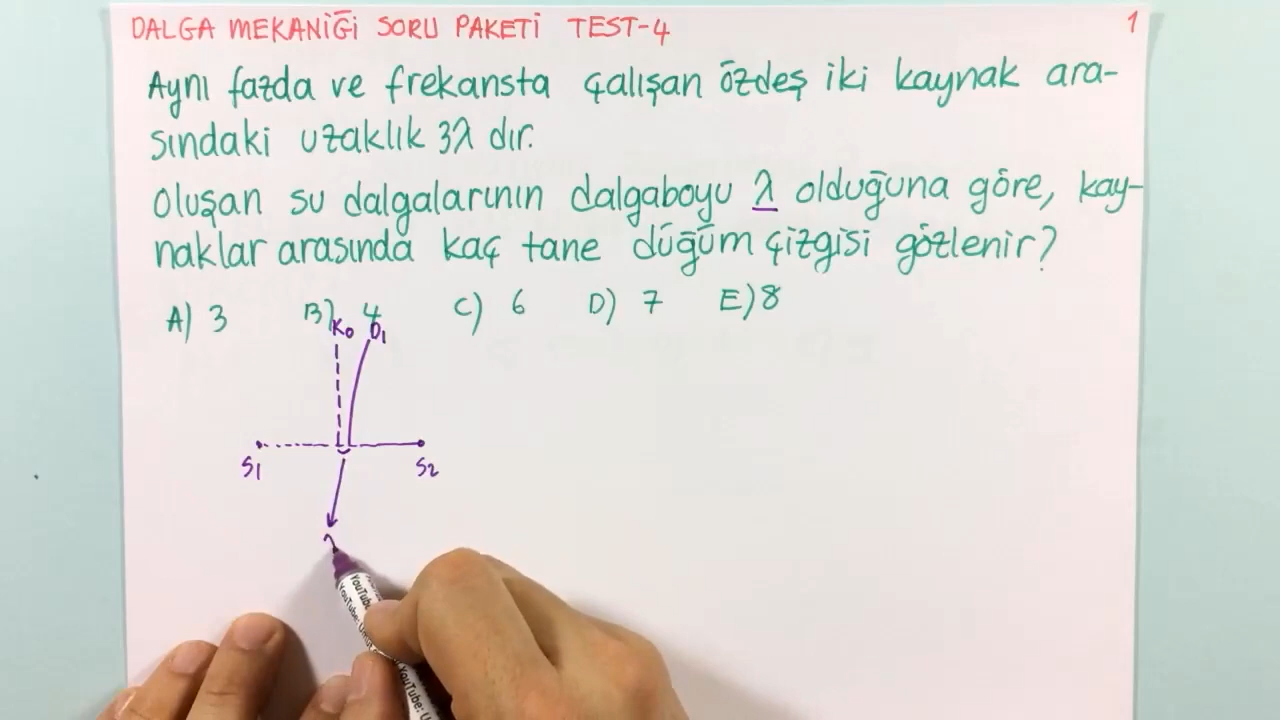 DALGA MEKANİĞİ SORU PAKETİ TEST-4 1
Aynı fazda ve frekansta çalışan özdeş iki kaynak ara-
sındaki uzaklık 3λ dır.
Oluşan su dalgalarının dalgaboyu λ olduğuna göre, kay-
naklar arasında kaç tane düğüm çizgisi gözlenir?
A) 3 B) 4 C) 6 D) 7 E) 8
K0 D1
S1 S2
YouTube:
YouTube: